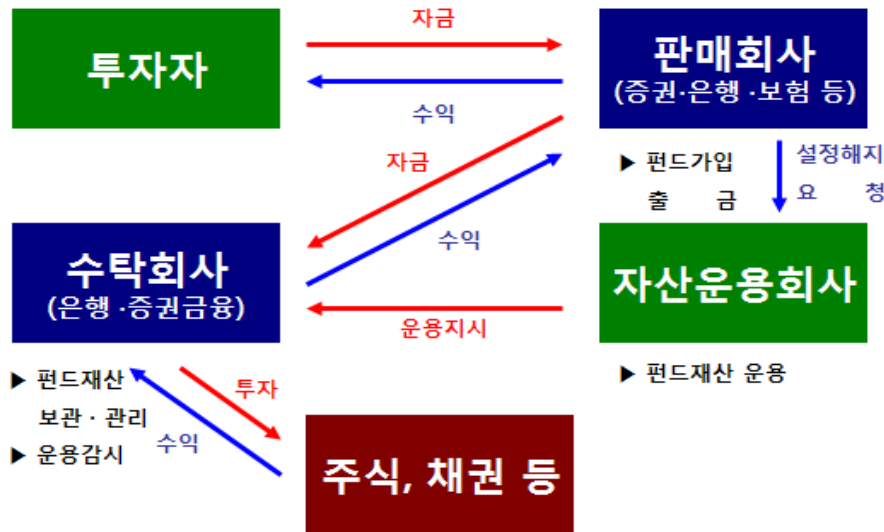 자금
투자자
판매회사
(증권·은행 ·보험 등)
수익
자금
▶ 펀드가입
출 금
설정해지
요 청
수탁회사
(은행 ·증권금융)
수익
자산운용회사
운용지시
▶ 펀드재산
보관 · 관리
▶ 운용감시
투자
수익
▶ 펀드재산 운용
주식, 채권 등